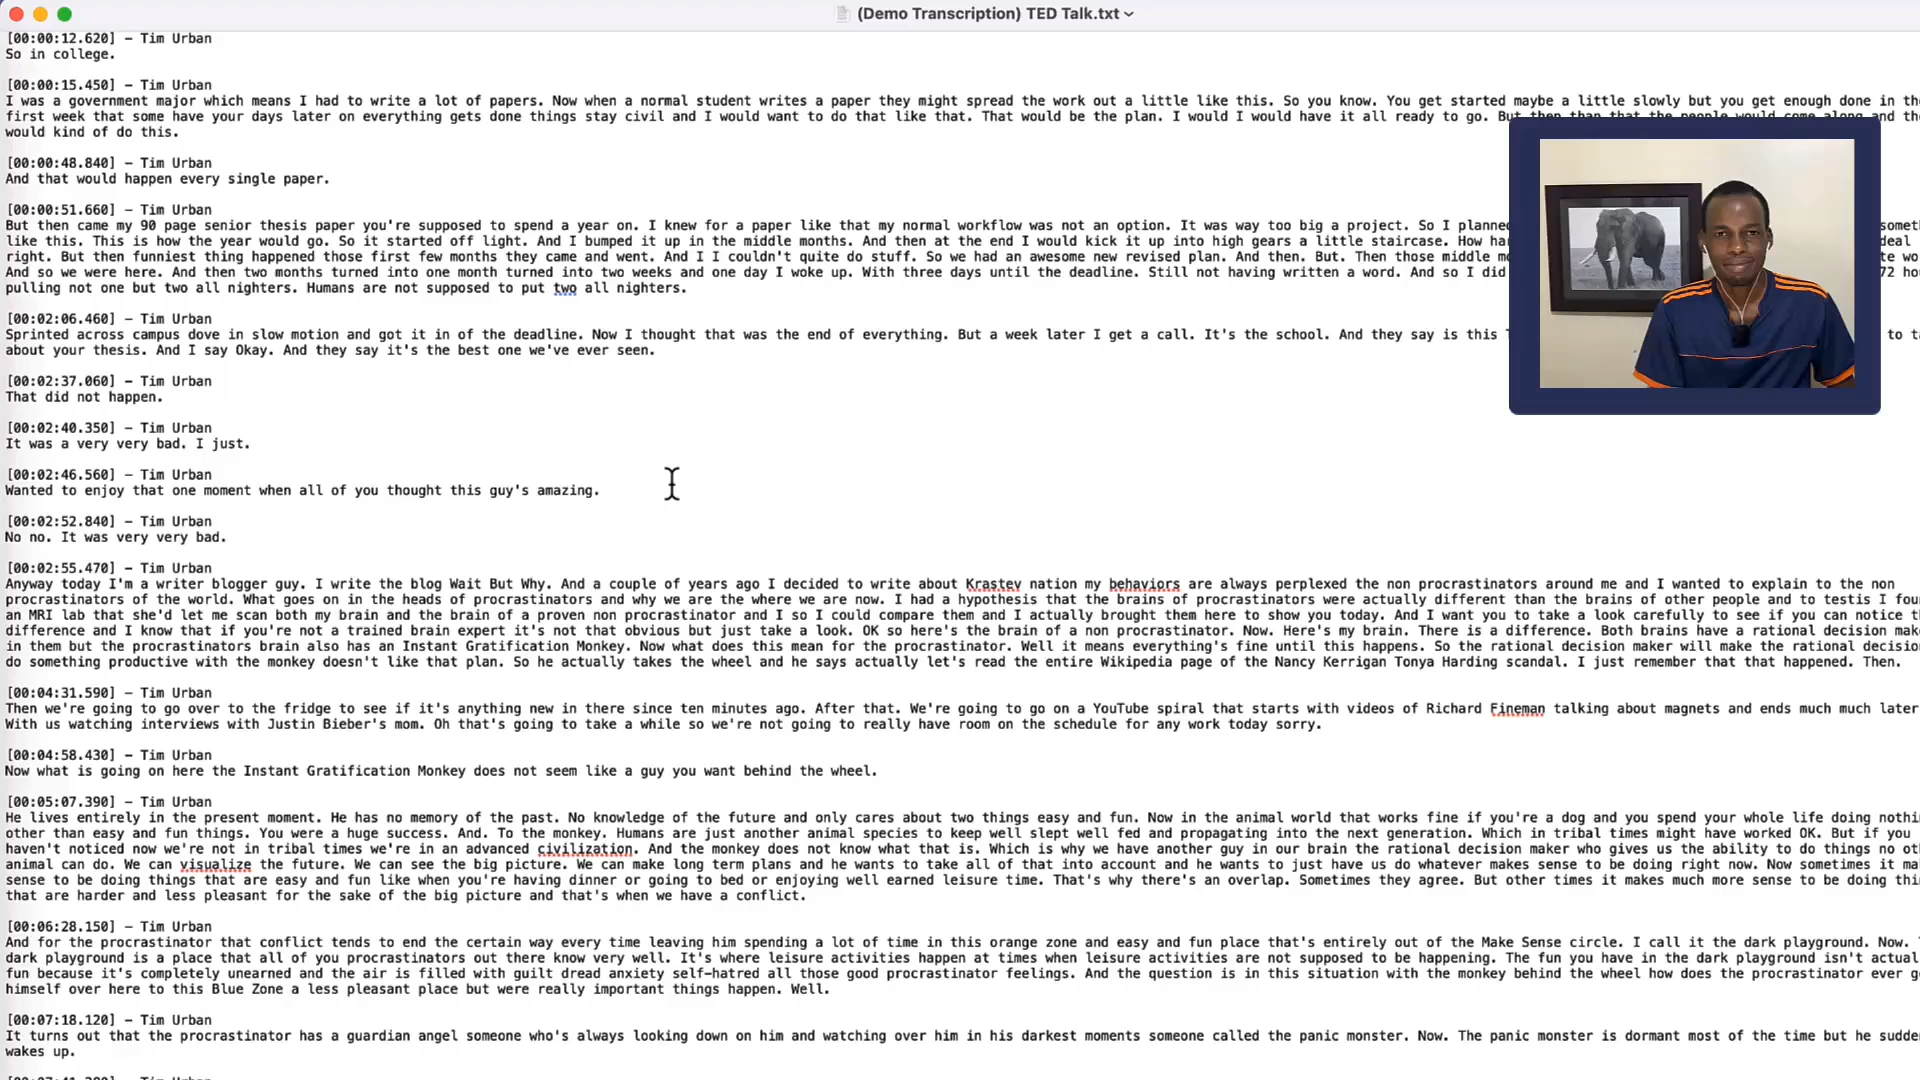 (Demo Transcription) TED Talk.txt
[00:00:12.620] – Tim Urban
So in college.
[00:00:15.450] – Tim Urban
I was a government major which means I had to write a lot of papers. Now when a normal student writes a paper they might spread the work out a little like this. So you know. You get started maybe a little slowly but you get enough done in the
first week that some have your days later on everything gets done things stay civil and I would want to do that like that. That would be the plan. I would I would have it all ready to go. But then than that the people would come along and the
would kind of do this.
[00:00:48.840] – Tim Urban
And that would happen every single paper.
[00:00:51.660] – Tim Urban
But then came my 90 page senior thesis paper you're supposed to spend a year on. I knew for a paper like that my normal workflow was not an option. It was way too big a project. So I planned
like this. This is how the year would go. So it started off light. And I bumped it up in the middle months. And then at the end I would kick it up into high gears a little staircase. How deal
right. But then funniest thing happened those first few months they came and went. And I I couldn't quite do stuff. So we had an awesome new revised plan. And then. But. Then those middle
And so we were here. And then two months turned into one month turned into two weeks and one day I woke up. With three days until the deadline. Still not having written a word. And so I did 72
pulling not one but two all nighters. Humans are not supposed to put two all nighters.
[00:02:06.460] – Tim Urban
Sprinted across campus dove in slow motion and got it in of the deadline. Now I thought that was the end of everything. But a week later I get a call. It's the school. And they say is this to
about your thesis. And I say Okay. And they say it's the best one we've ever seen.
[00:02:37.060] – Tim Urban
That did not happen.
[00:02:40.350] – Tim Urban
It was a very very bad. I just.
[00:02:46.560] – Tim Urban
Wanted to enjoy that one moment when all of you thought this guy's amazing.
[00:02:52.840] – Tim Urban
No no. It was very very bad.
[00:02:55.470] – Tim Urban
Anyway today I'm a writer blogger guy. I write the blog Wait But Why. And a couple of years ago I decided to write about Krastev nation my behaviors are always perplexed the non procrastinators around me and I wanted to explain to the non
procrastinators of the world. What goes on in the heads of procrastinators and why we are the where we are now. I had a hypothesis that the brains of procrastinators were actually different than the brains of other people and to testis I fou
an MRI lab that she'd let me scan both my brain and the brain of a proven non procrastinator and I so I could compare them and I actually brought them here to show you today. And I want you to take a look carefully to see if you can notice t
difference and I know that if you're not a trained brain expert it's not that obvious but just take a look. OK so here's the brain of a non procrastinator. Now. Here's my brain. There is a difference. Both brains have a rational decision mak
in them but the procrastinators brain also has an Instant Gratification Monkey. Now what does this mean for the procrastinator. Well it means everything's fine until this happens. So the rational decision maker will make the rational decisio
do something productive with the monkey doesn't like that plan. So he actually takes the wheel and he says actually let's read the entire Wikipedia page of the Nancy Kerrigan Tonya Harding scandal. I just remember that that happened. Then.
[00:04:31.590] – Tim Urban
Then we're going to go over to the fridge to see if it's anything new in there since ten minutes ago. After that. We're going to go on a YouTube spiral that starts with videos of Richard Fineman talking about magnets and ends much much later
With us watching interviews with Justin Bieber's mom. Oh that's going to take a while so we're not going to really have room on the schedule for any work today sorry.
[00:04:58.430] – Tim Urban
Now what is going on here the Instant Gratification Monkey does not seem like a guy you want behind the wheel.
[00:05:07.390] – Tim Urban
He lives entirely in the present moment. He has no memory of the past. No knowledge of the future and only cares about two things easy and fun. Now in the animal world that works fine if you're a dog and you spend your whole life doing nothi
other than easy and fun things. You were a huge success. And. To the monkey. Humans are just another animal species to keep well slept well fed and propagating into the next generation. Which in tribal times might have worked OK. But if you
haven't noticed now we're not in tribal times we're in an advanced civilization. And the monkey does not know what that is. Which is why we have another guy in our brain the rational decision maker who gives us the ability to do things no ot
animal can do. We can visualize the future. We can see the big picture. We can make long term plans and he wants to take all of that into account and he wants to just have us do whatever makes sense to be doing right now. Now sometimes it ma
sense to be doing things that are easy and fun like when you're having dinner or going to bed or enjoying well earned leisure time. That's why there's an overlap. Sometimes they agree. But other times it makes much more sense to be doing thi
that are harder and less pleasant for the sake of the big picture and that's when we have a conflict.
[00:06:28.150] – Tim Urban
And for the procrastinator that conflict tends to end the certain way every time leaving him spending a lot of time in this orange zone and easy and fun place that's entirely out of the Make Sense circle. I call it the dark playground. Now.
dark playground is a place that all of you procrastinators out there know very well. It's where leisure activities happen at times when leisure activities are not supposed to be happening. The fun you have in the dark playground isn't actual
fun because it's completely unearned and the air is filled with guilt dread anxiety self-hatred all those good procrastinator feelings. And the question is in this situation with the monkey behind the wheel how does the procrastinator ever g
himself over here to this Blue Zone a less pleasant place but were really important things happen. Well.
[00:07:18.120] – Tim Urban
It turns out that the procrastinator has a guardian angel someone who's always looking down on him and watching over him in his darkest moments someone called the panic monster. Now. The panic monster is dormant most of the time but he sudde
wakes up.